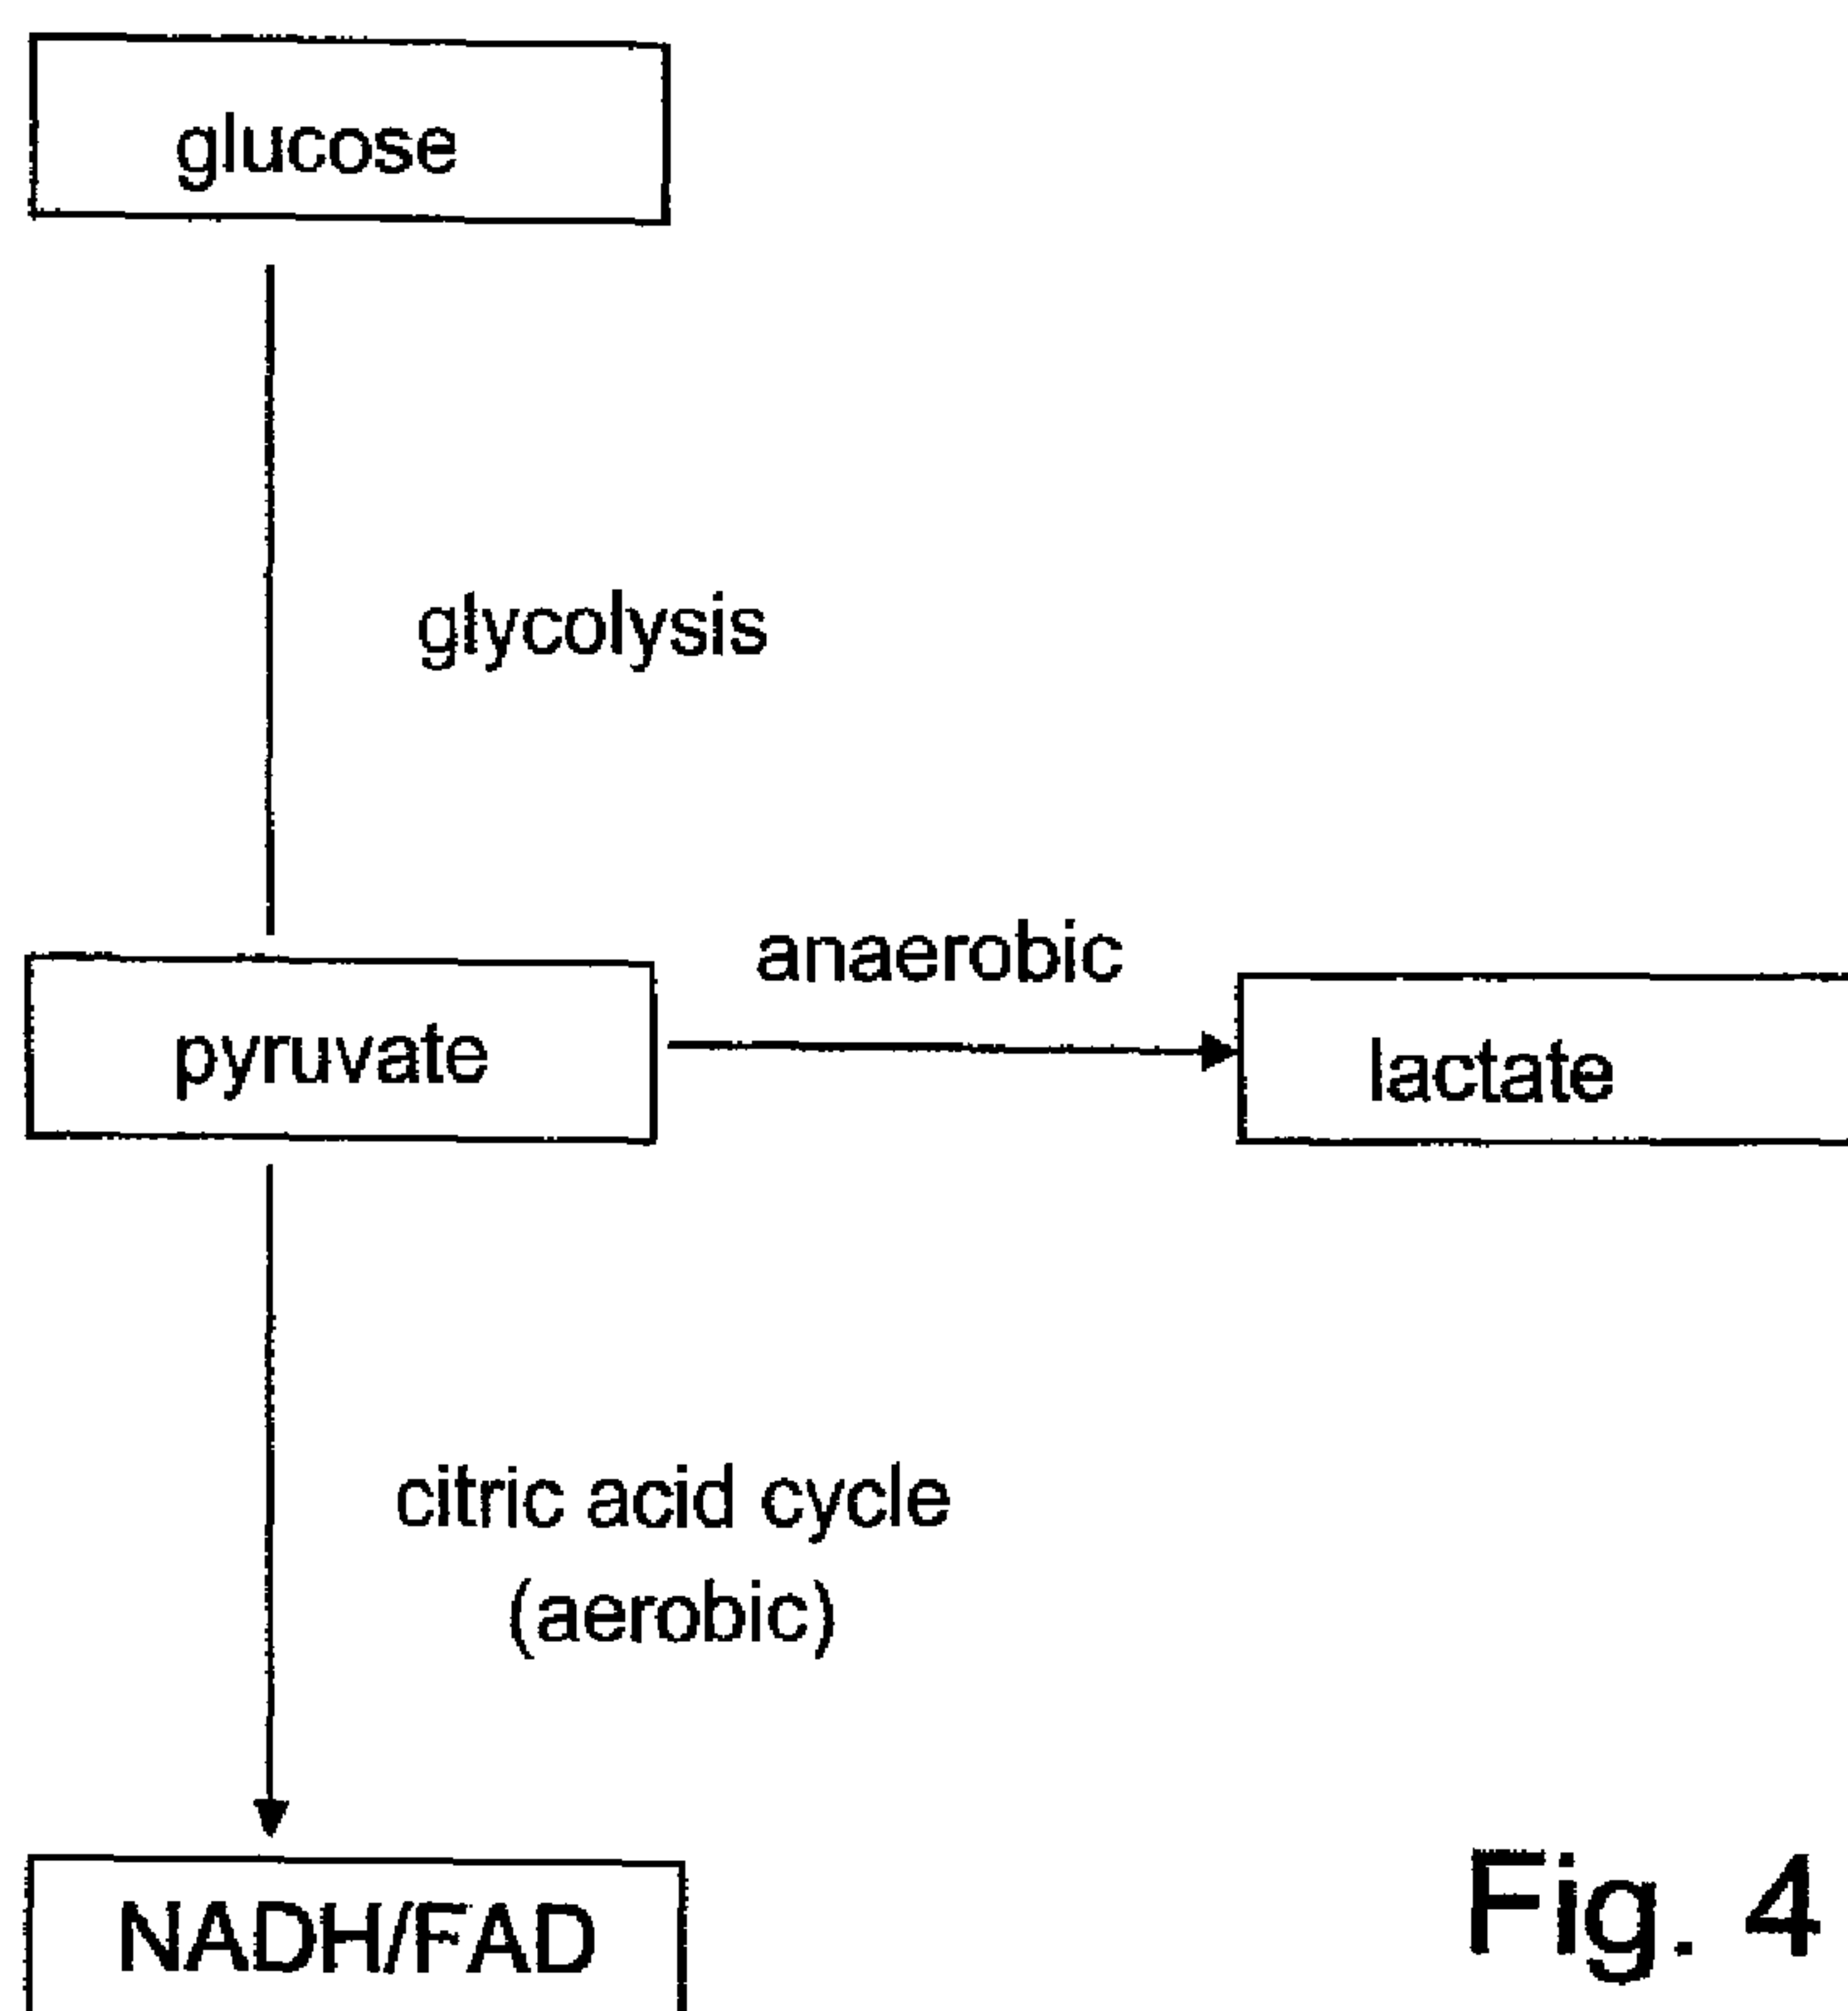 glucose
glycolysis
anaerobic
pyruvate
lactate
citric acid cycle
(aerobic)
NADH/FAD
Fig. 4